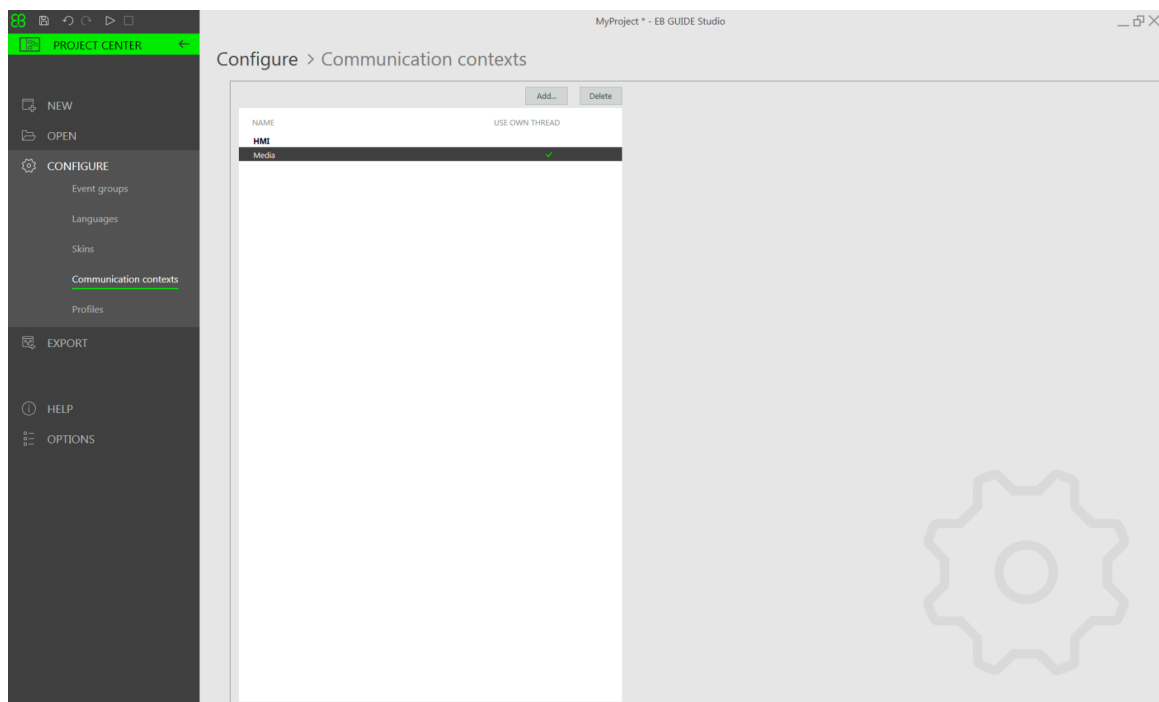 EB
MyProject * - EB GUIDE Studio
PROJECT CENTER
Configure > Communication contexts
NEW
OPEN
CONFIGURE
Event groups
Languages
Skins
Communication contexts
Profiles
EXPORT
HELP
OPTIONS
Add... Delete
NAME USE OWN THREAD
HMI
Media